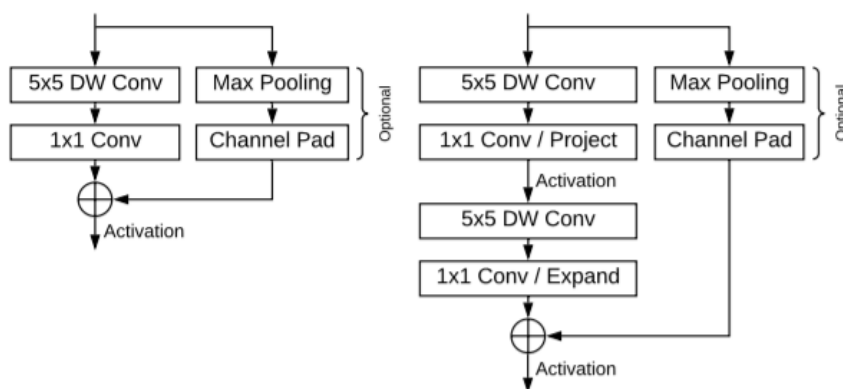 5x5 DW Conv
Max Pooling
1x1 Conv
Channel Pad
Optional
Activation
5x5 DW Conv
Max Pooling
1x1 Conv / Project
Channel Pad
Optional
Activation
5x5 DW Conv
1x1 Conv / Expand
Activation